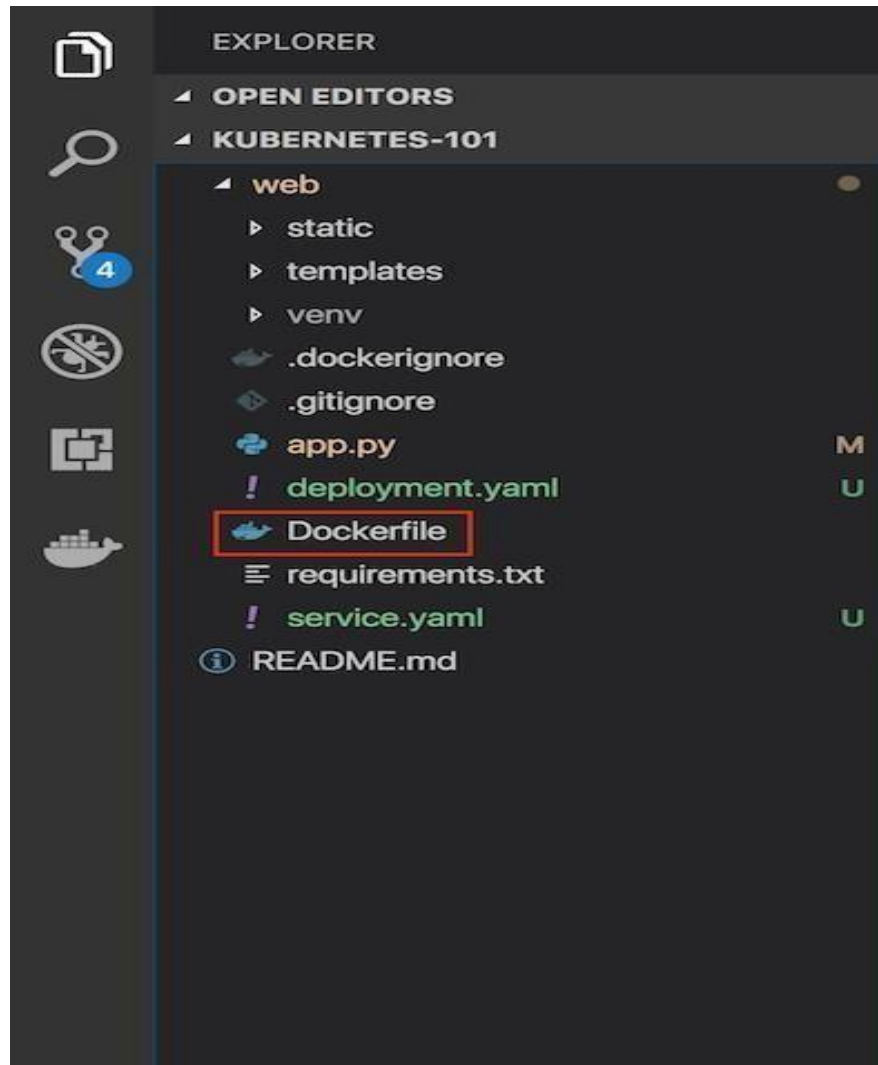 EXPLORER
OPEN EDITORS
KUBERNETES-101
web
static
4
templates
venv
.dockerignore
.gitignore
app.py M
deployment.yaml U
Dockerfile
requirements.txt
service.yaml U
README.md